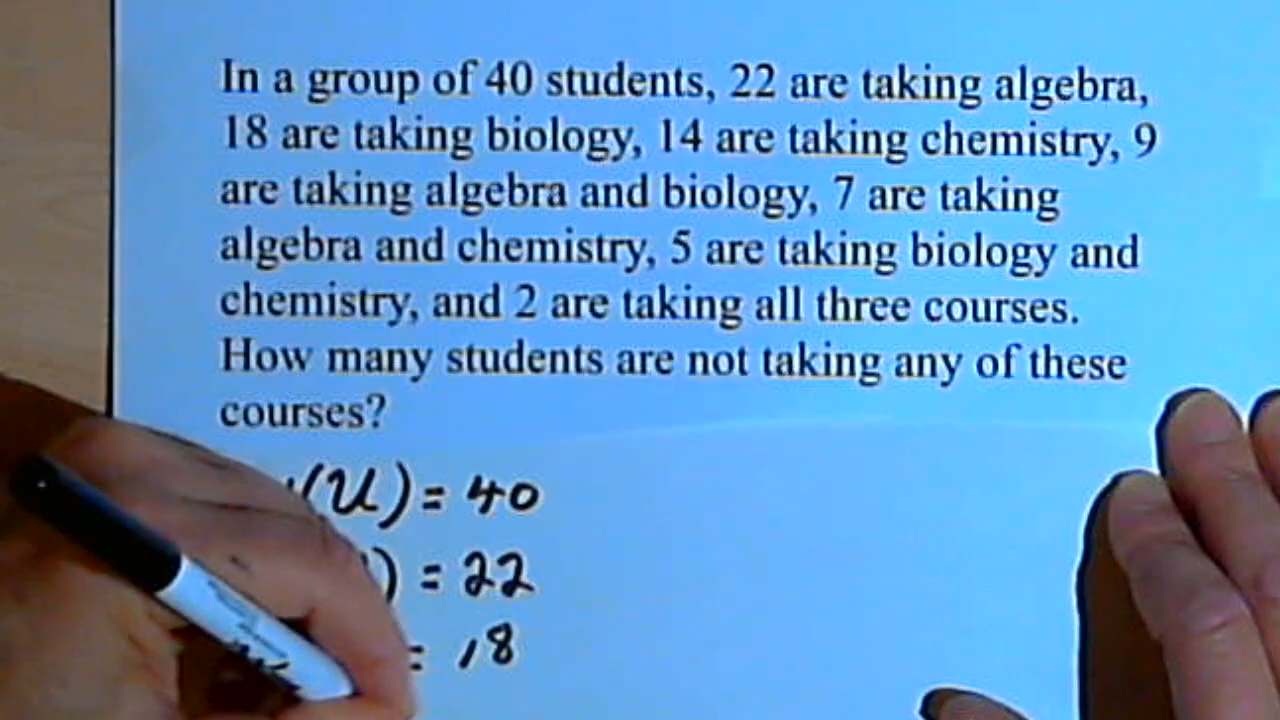 In a group of 40 students, 22 are taking algebra,
18 are taking biology, 14 are taking chemistry, 9
are taking algebra and biology, 7 are taking
algebra and chemistry, 5 are taking biology and
chemistry, and 2 are taking all three courses.
How many students are not taking any of these
courses?
(U) = 40
) = 22
= 18